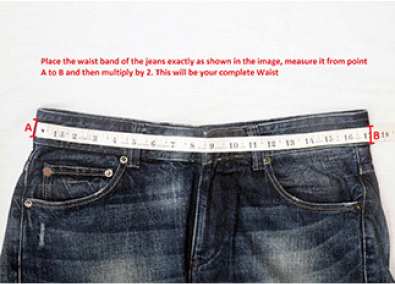 Place the waist band of the jeans exactly as shown in the image, measure it from point
A to B and then multiply by 2. This will be your complete Waist
A 1 2 3 4 5 6 7 8 9 10 11 12 13 14 15 16 17 B 18